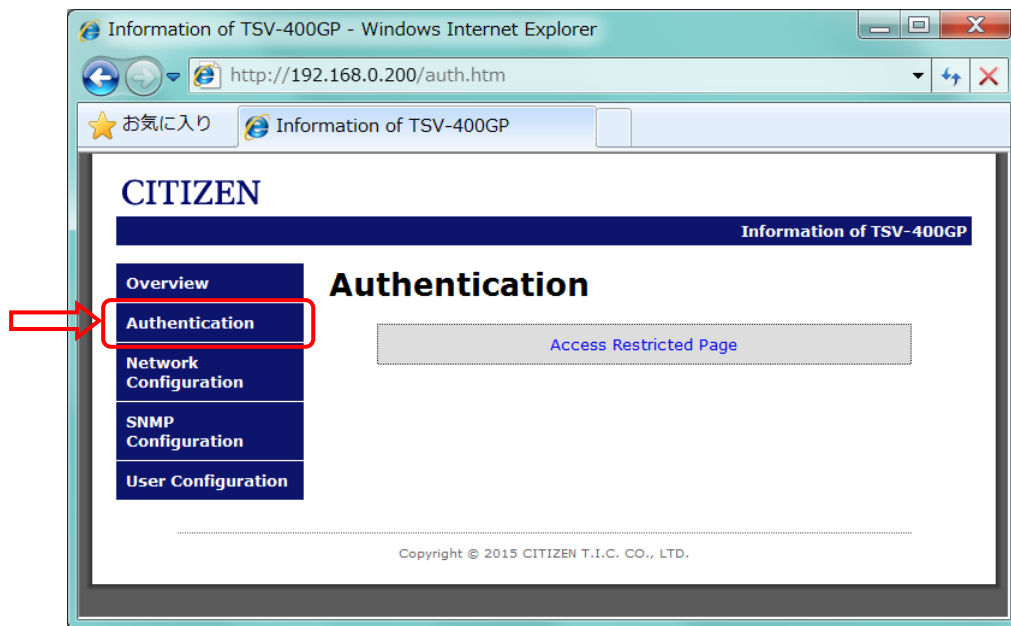 Information of TSV-400GP - Windows Internet Explorer
http://192.168.0.200/auth.htm
お気に入り
Information of TSV-400GP
CITIZEN
Information of TSV-400GP
Overview
Authentication
Network
Configuration
SNMP
Configuration
User Configuration
Authentication
Access Restricted Page
Copyright © 2015 CITIZEN T.I.C. CO., LTD.